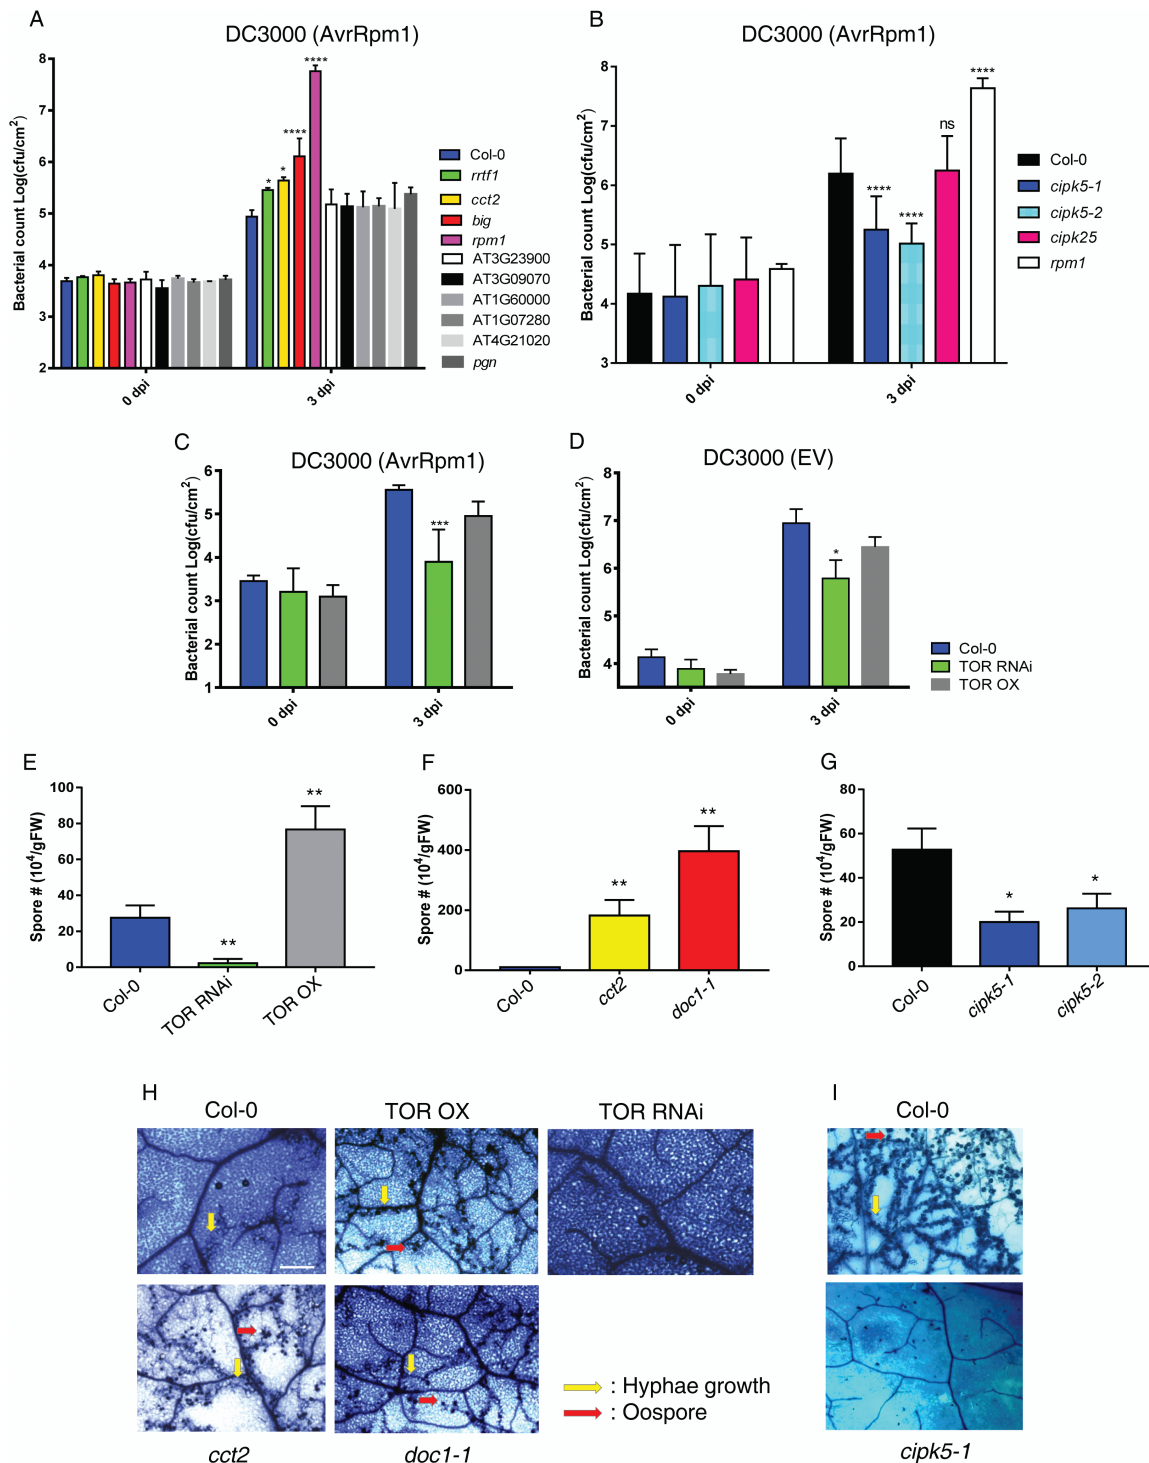 A
DC3000 (AvrRpm1)
Bacterial count Log(cfu/cm²)
8
7
6
5
4
3
2
*
*
****
****
0 dpi
3 dpi
Col-0
rrtf1
cct2
big
rpm1
AT3G23900
AT3G09070
AT1G60000
AT1G07280
AT4G21020
pgn
B
DC3000 (AvrRpm1)
Bacterial count Log(cfu/cm²)
8
7
6
5
4
3
****
****
ns
****
0 dpi
3 dpi
Col-0
cipk5-1
cipk5-2
cipk25
rpm1
C
DC3000 (AvrRpm1)
Bacterial count Log(cfu/cm²)
6
5
4
3
2
1
***
0 dpi
3 dpi
D
DC3000 (EV)
Bacterial count Log(cfu/cm²)
8
7
6
5
4
*
0 dpi
3 dpi
Col-0
TOR RNAi
TOR OX
E
Spore # (10⁴/gFW)
100
80
60
40
20
0
**
**
Col-0
TOR RNAi
TOR OX
F
Spore # (10⁴/gFW)
600
400
200
0
**
**
Col-0
cct2
doc1-1
G
Spore # (10⁴/gFW)
80
60
40
20
0
*
*
Col-0
cipk5-1
cipk5-2
H
Col-0
TOR OX
TOR RNAi
cct2
doc1-1
: Hyphae growth
: Oospore
I
Col-0
cipk5-1